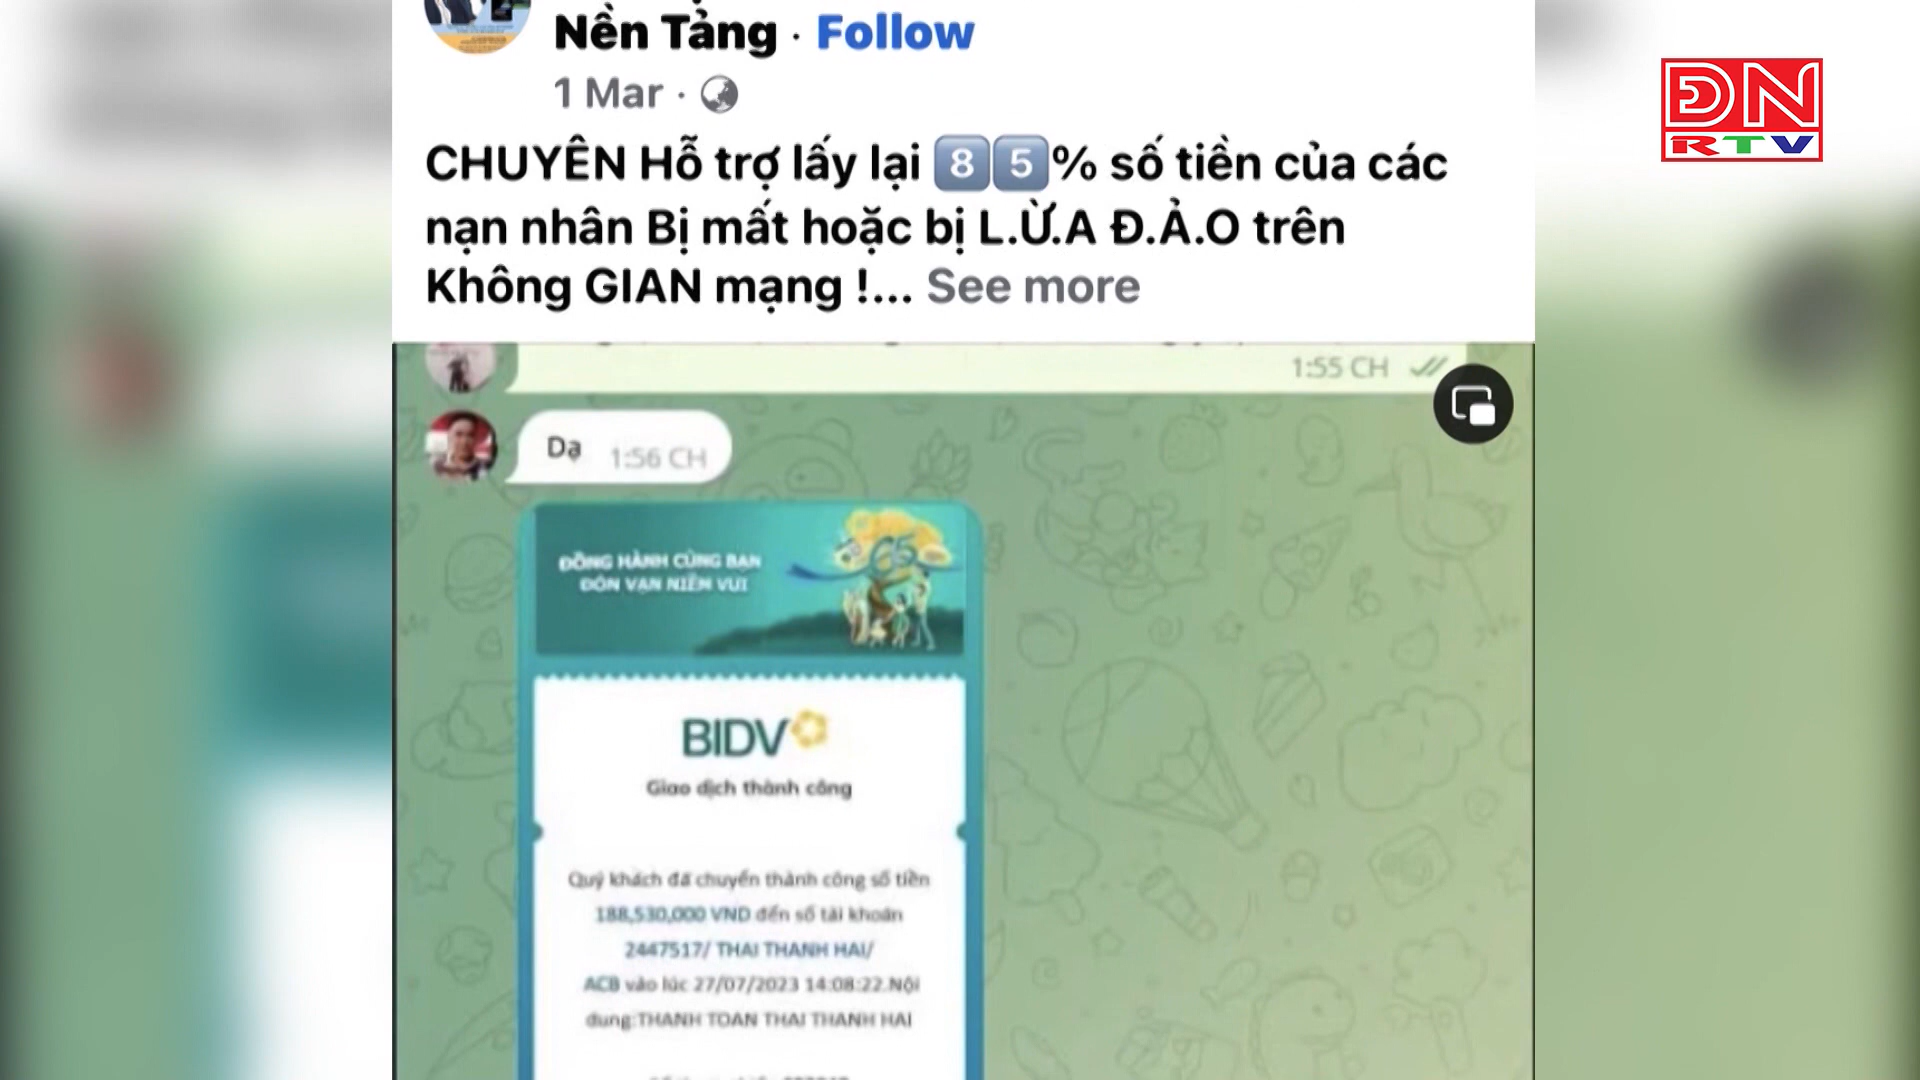 Nền Tảng · Follow
1 Mar ·
CHUYÊN Hỗ trợ lấy lại 85% số tiền của các
nạn nhân Bị mất hoặc bị L.Ừ.A Đ.Ả.O trên
Không GIAN mạng !... See more
1:55 CH
Dạ 1:56 CH
ĐỒNG HÀNH CÙNG BẠN
ĐÓN VẠN NIỀM VUI
65
BIDV
Giao dịch thành công
Quý khách đã chuyển thành công số tiền
188,530,000 VND đến số tài khoản
2447517/ THAI THANH HAI/
ACB vào lúc 27/07/2023 14:08:22.Nội
dung:THANH TOAN THAI THANH HAI
ĐN
RTV